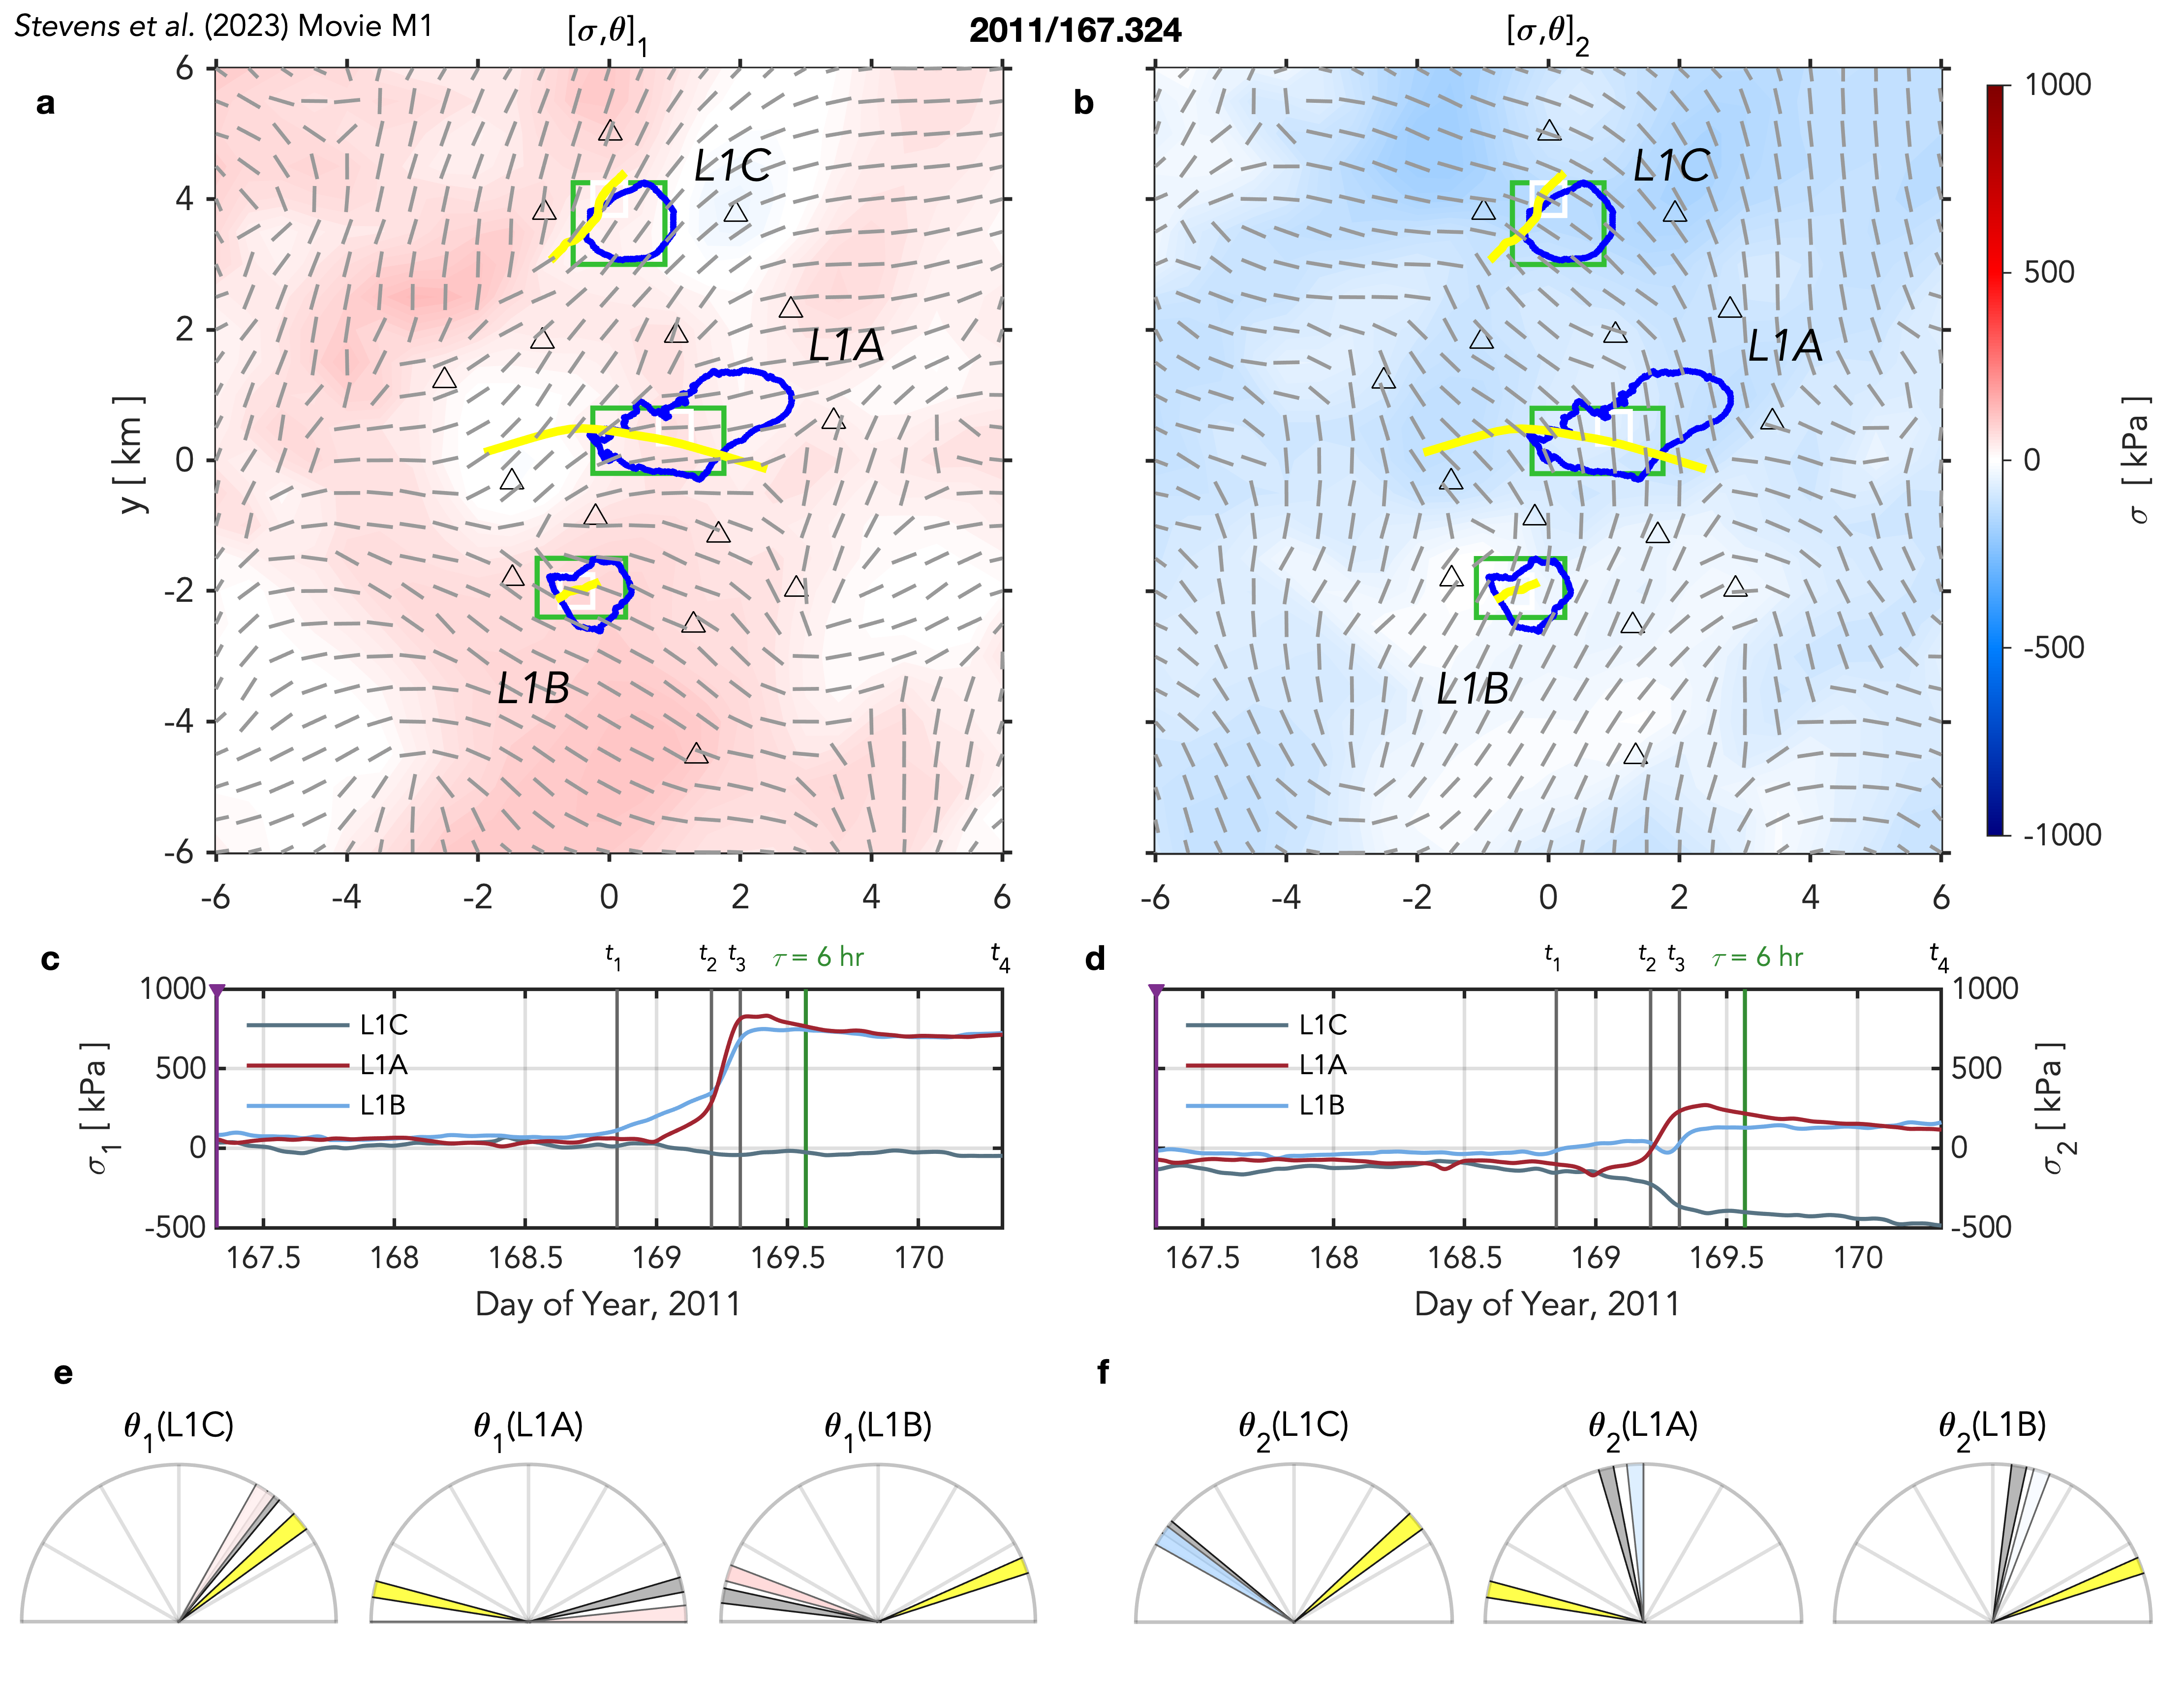 Stevens et al. (2023) Movie M1
[σ,θ]1
2011/167.324
[σ,θ]2
a
b
6
4
2
0
-2
-4
-6
y [ km ]
L1C
L1A
L1B
L1C
L1A
L1B
-6 -4 -2 0 2 4 6
-6 -4 -2 0 2 4 6
1000
500
0
-500
-1000
σ [ kPa ]
c
t1 t2 t3 τ = 6 hr t4
1000
500
0
-500
σ1 [ kPa ]
L1C
L1A
L1B
167.5 168 168.5 169 169.5 170
Day of Year, 2011
d
t1 t2 t3 τ = 6 hr t4
L1C
L1A
L1B
1000
500
0
-500
σ2 [ kPa ]
167.5 168 168.5 169 169.5 170
Day of Year, 2011
e
θ1(L1C) θ1(L1A) θ1(L1B)
f
θ2(L1C) θ2(L1A) θ2(L1B)